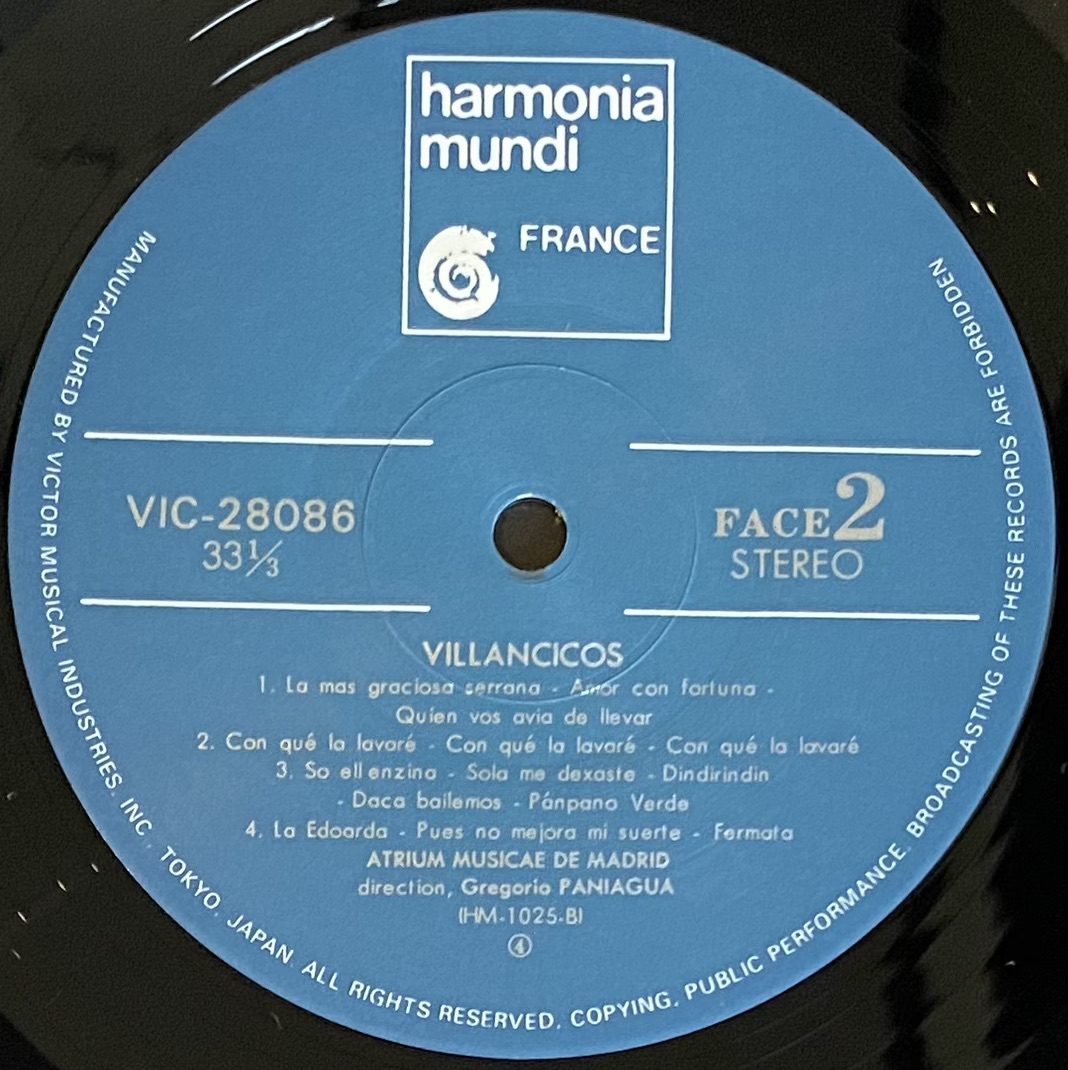 harmonia
mundi
FRANCE
VIC-28086
33⅓
FACE 2
STEREO
VILLANCICOS
1. La mas graciosa serrana - Amor con fortuna -
Quien vos avia de llevar
2. Con qué la lavaré - Con qué la lavaré - Con qué la lavaré
3. So ell enzina - Sola me dexaste - Dindirindin
- Daca bailemos - Pánpano Verde
4. La Edoarda - Pues no mejora mi suerte - Fermata
ATRIUM MUSICAE DE MADRID
direction, Gregorio PANIAGUA
(HM-1025-B)
④
MANUFACTURED BY VICTOR MUSICAL INDUSTRIES, INC., TOKYO, JAPAN. ALL RIGHTS RESERVED. COPYING, PUBLIC PERFORMANCE, BROADCASTING OF THESE RECORDS ARE FORBIDDEN